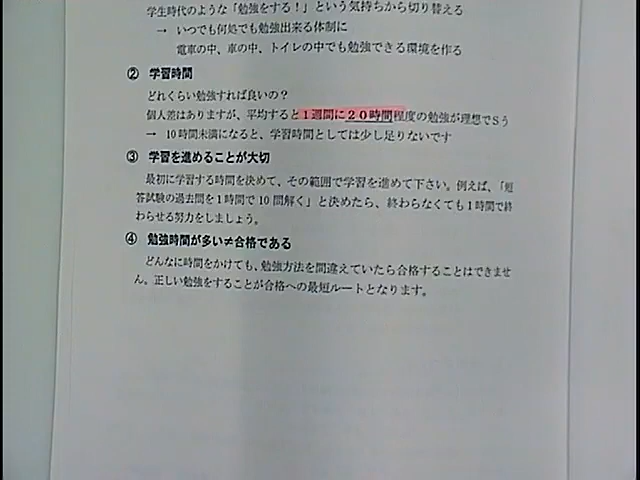 学生時代のような「勉強をする！」という気持ちから切り替える
→ いつでも何処でも勉強出来る体制に
電車の中、車の中、トイレの中でも勉強できる環境を作る
② 学習時間
どれくらい勉強すれば良いの？
個人差はありますが、平均すると１週間に２０時間程度の勉強が理想でＳう
→ 10時間未満になると、学習時間としては少し足りないです
③ 学習を進めることが大切
最初に学習する時間を決めて、その範囲で学習を進めて下さい。例えば、「短
答試験の過去問を１時間で10問解く」と決めたら、終わらなくても１時間で終
わらせる努力をしましょう。
④ 勉強時間が多い≠合格である
どんなに時間をかけても、勉強方法を間違えていたら合格することはできませ
ん。正しい勉強をすることが合格への最短ルートとなります。